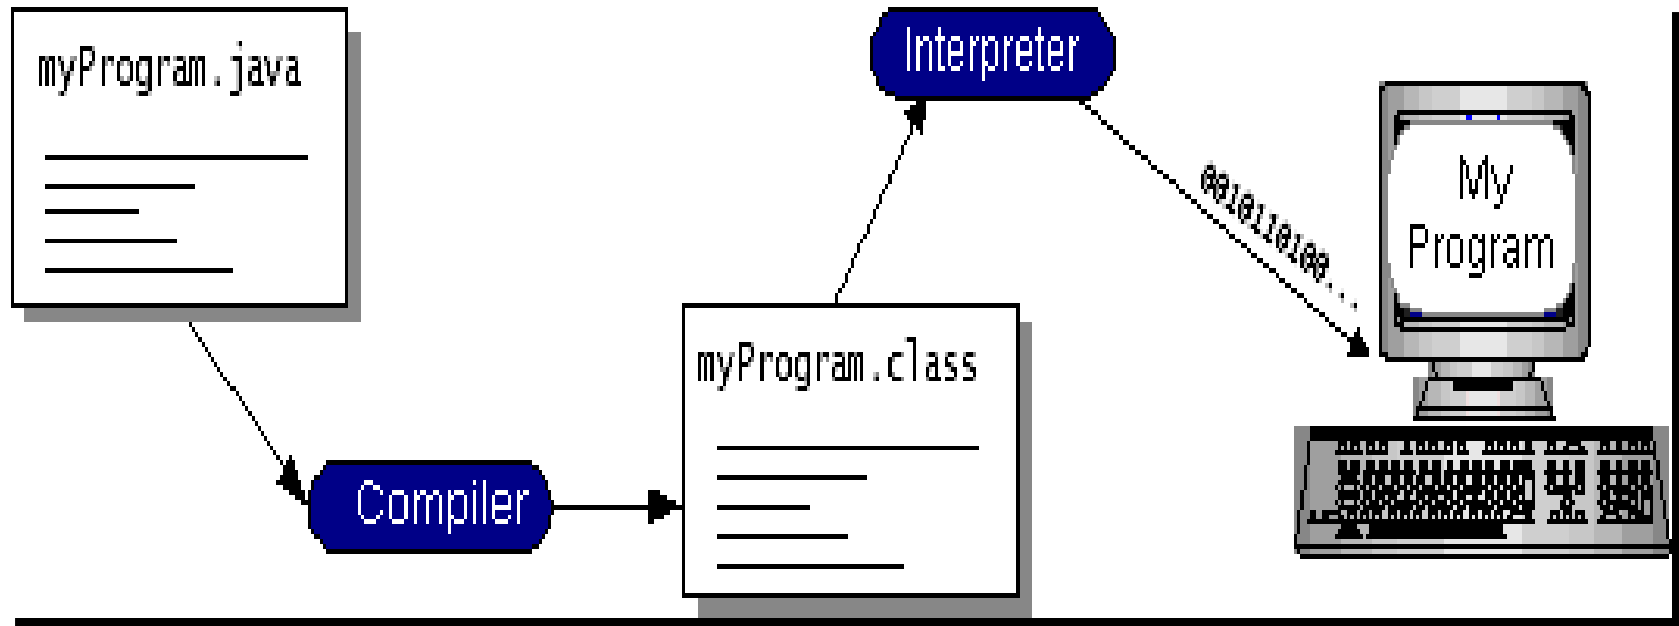 myProgram.java
Compiler
myProgram.class
Interpreter
0010110100...
My
Program